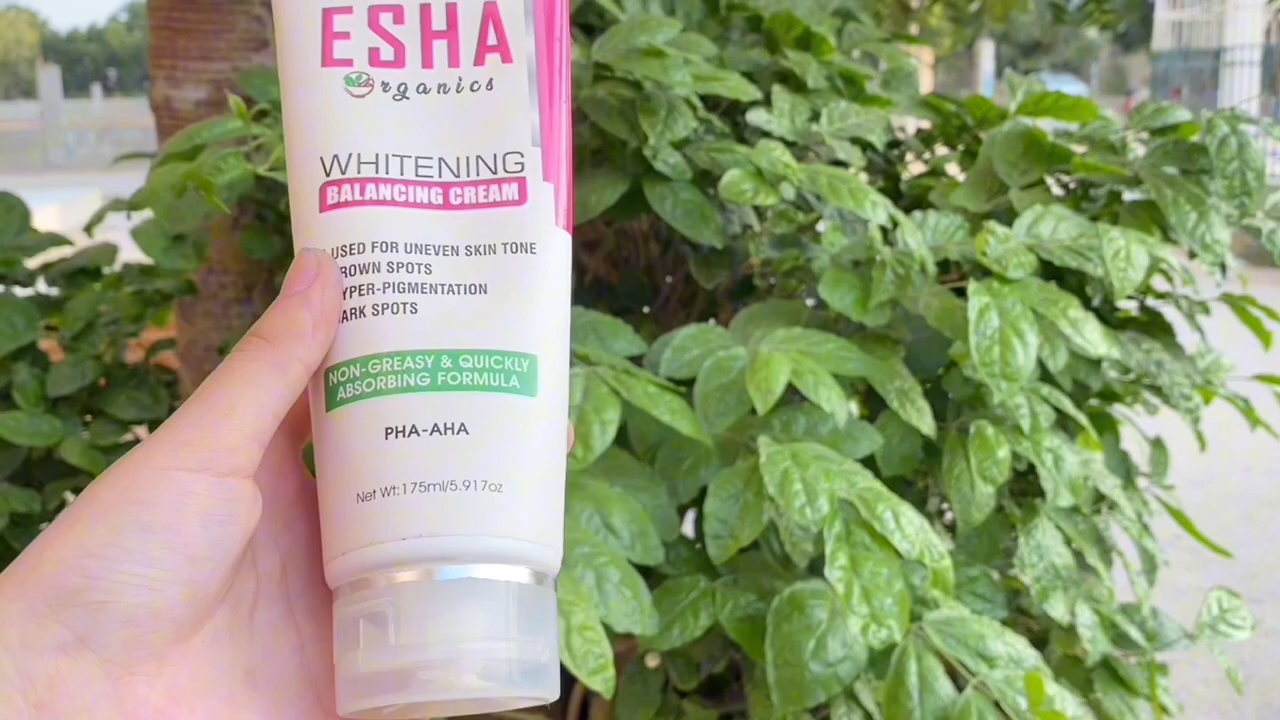 ESHA
rganics
WHITENING
BALANCING CREAM
USED FOR UNEVEN SKIN TONE
ROWN SPOTS
YPER-PIGMENTATION
ARK SPOTS
NON-GREASY & QUICKLY
ABSORBING FORMULA
PHA-AHA
Net Wt:175ml/5.917oz